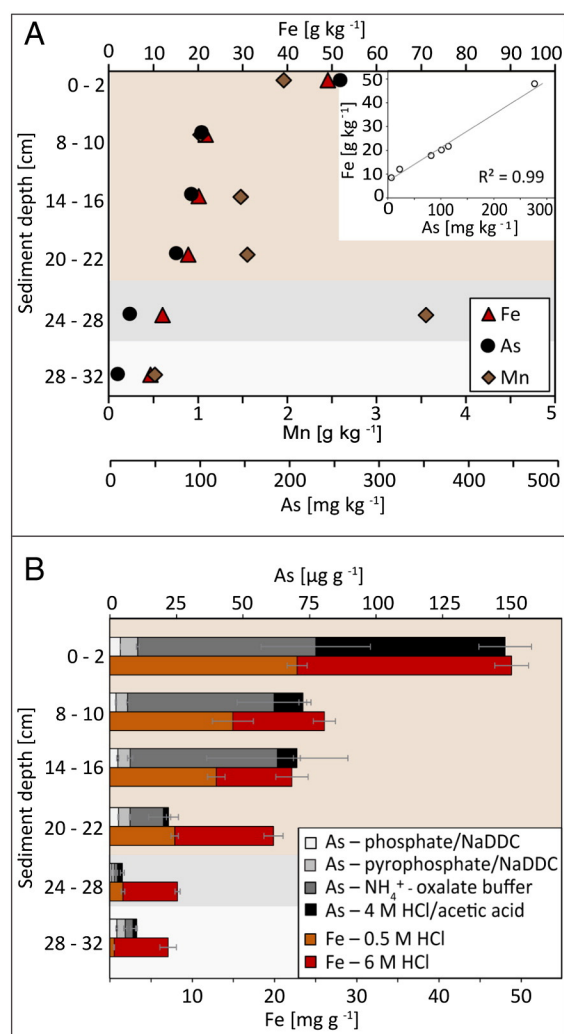 A
Fe [g kg -1]
0 10 20 30 40 50 60 70 80 90 100
Sediment depth [cm]
0 - 2
8 - 10
14 - 16
20 - 22
24 - 28
28 - 32
Fe [g kg -1]
50
40
30
20
10
0
R² = 0.99
0 100 200 300
As [mg kg -1]
Fe
As
Mn
0 1 2 3 4 5
Mn [g kg -1]
0 100 200 300 400 500
As [mg kg -1]
B
As [µg g -1]
0 25 50 75 100 125 150
Sediment depth [cm]
0 - 2
8 - 10
14 - 16
20 - 22
24 - 28
28 - 32
As – phosphate/NaDDC
As – pyrophosphate/NaDDC
As – NH4+ - oxalate buffer
As – 4 M HCl/acetic acid
Fe – 0.5 M HCl
Fe – 6 M HCl
10 20 30 40 50
Fe [mg g -1]